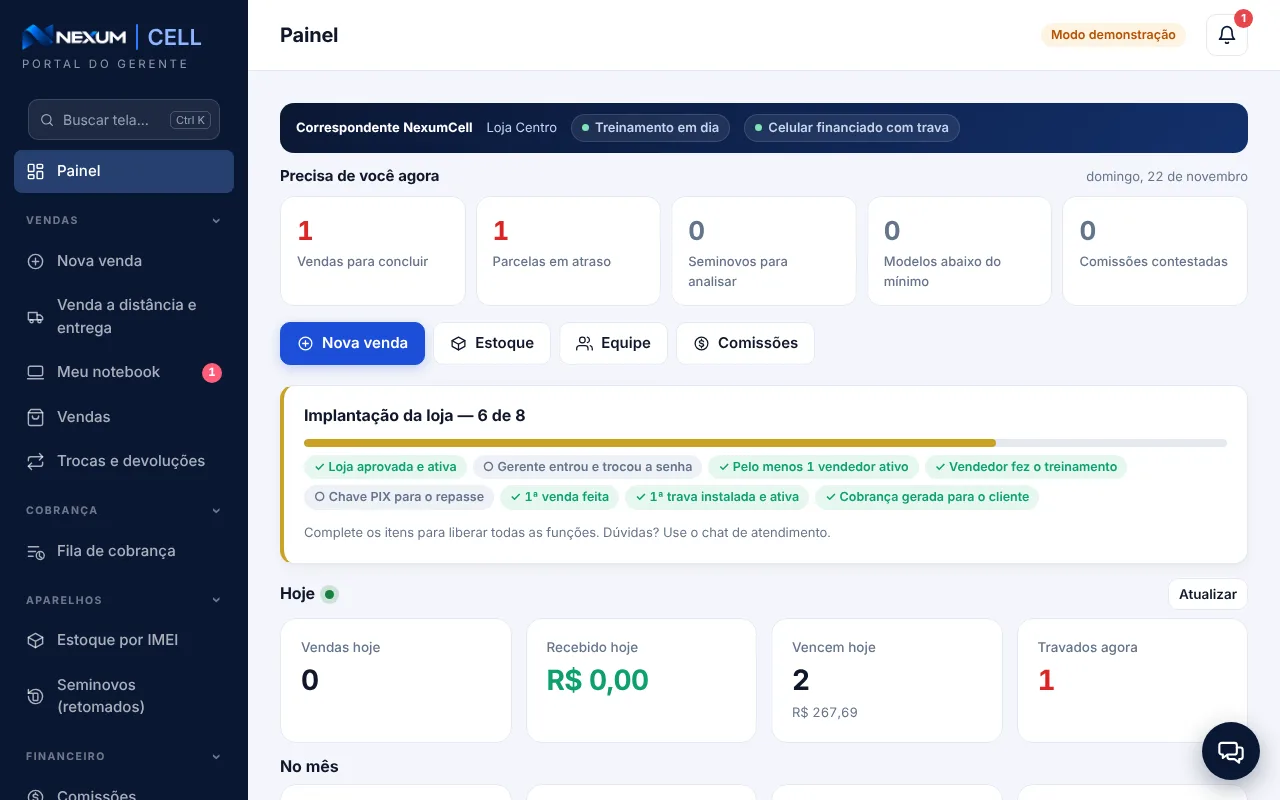 NEXUM | CELL
PORTAL DO GERENTE
Buscar tela... Ctrl K
Painel
VENDAS
Nova venda
Venda a distância e
entrega
Meu notebook 1
Vendas
Trocas e devoluções
COBRANÇA
Fila de cobrança
APARELHOS
Estoque por IMEI
Seminovos
(retomados)
FINANCEIRO
Comissões
Painel
Modo demonstração
1
Correspondente NexumCell Loja Centro Treinamento em dia Celular financiado com trava
Precisa de você agora
domingo, 22 de novembro
1
Vendas para concluir
1
Parcelas em atraso
0
Seminovos para
analisar
0
Modelos abaixo do
mínimo
0
Comissões contestadas
Nova venda Estoque Equipe Comissões
Implantação da loja — 6 de 8
✓ Loja aprovada e ativa ○ Gerente entrou e trocou a senha ✓ Pelo menos 1 vendedor ativo ✓ Vendedor fez o treinamento
○ Chave PIX para o repasse ✓ 1ª venda feita ✓ 1ª trava instalada e ativa ✓ Cobrança gerada para o cliente
Complete os itens para liberar todas as funções. Dúvidas? Use o chat de atendimento.
Hoje
Atualizar
Vendas hoje
0
Recebido hoje
R$ 0,00
Vencem hoje
2
R$ 267,69
Travados agora
1
No mês